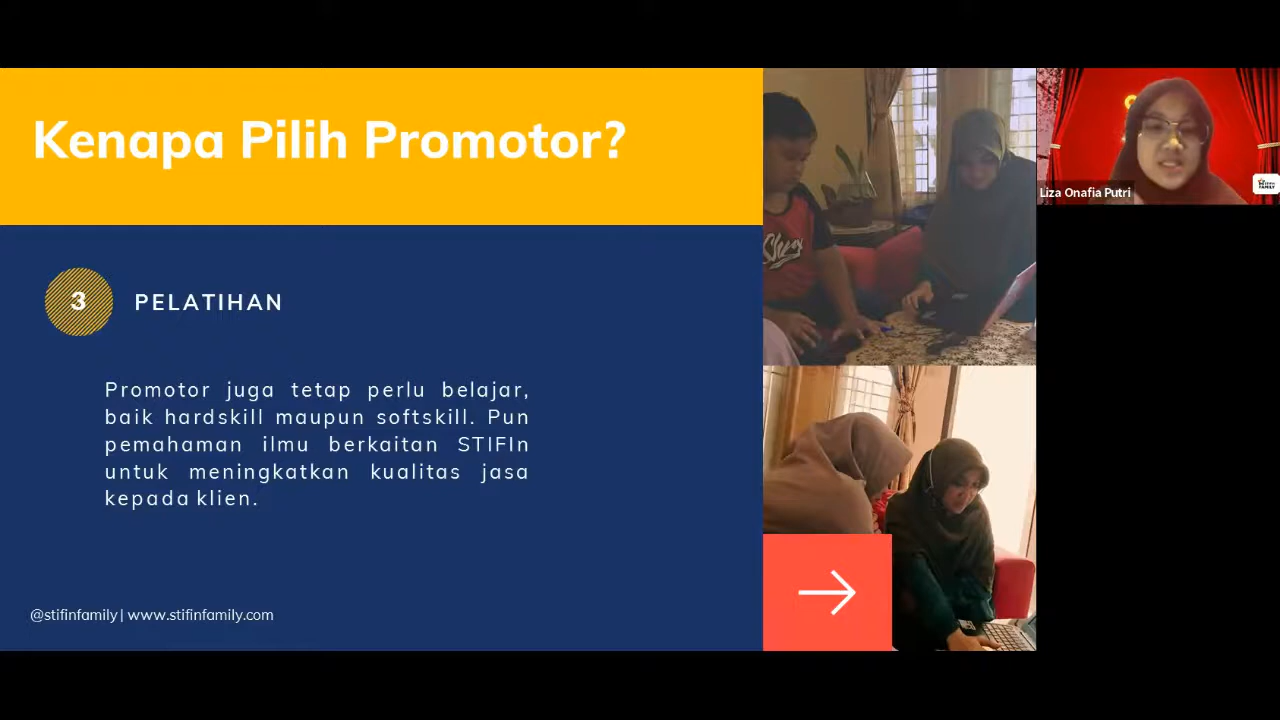 Kenapa Pilih Promotor?
3
PELATIHAN
Promotor juga tetap perlu belajar,
baik hardskill maupun softskill. Pun
pemahaman ilmu berkaitan STIFIn
untuk meningkatkan kualitas jasa
kepada klien.
@stifinfamily | www.stifinfamily.com
Liza Onafia Putri
FAMILY